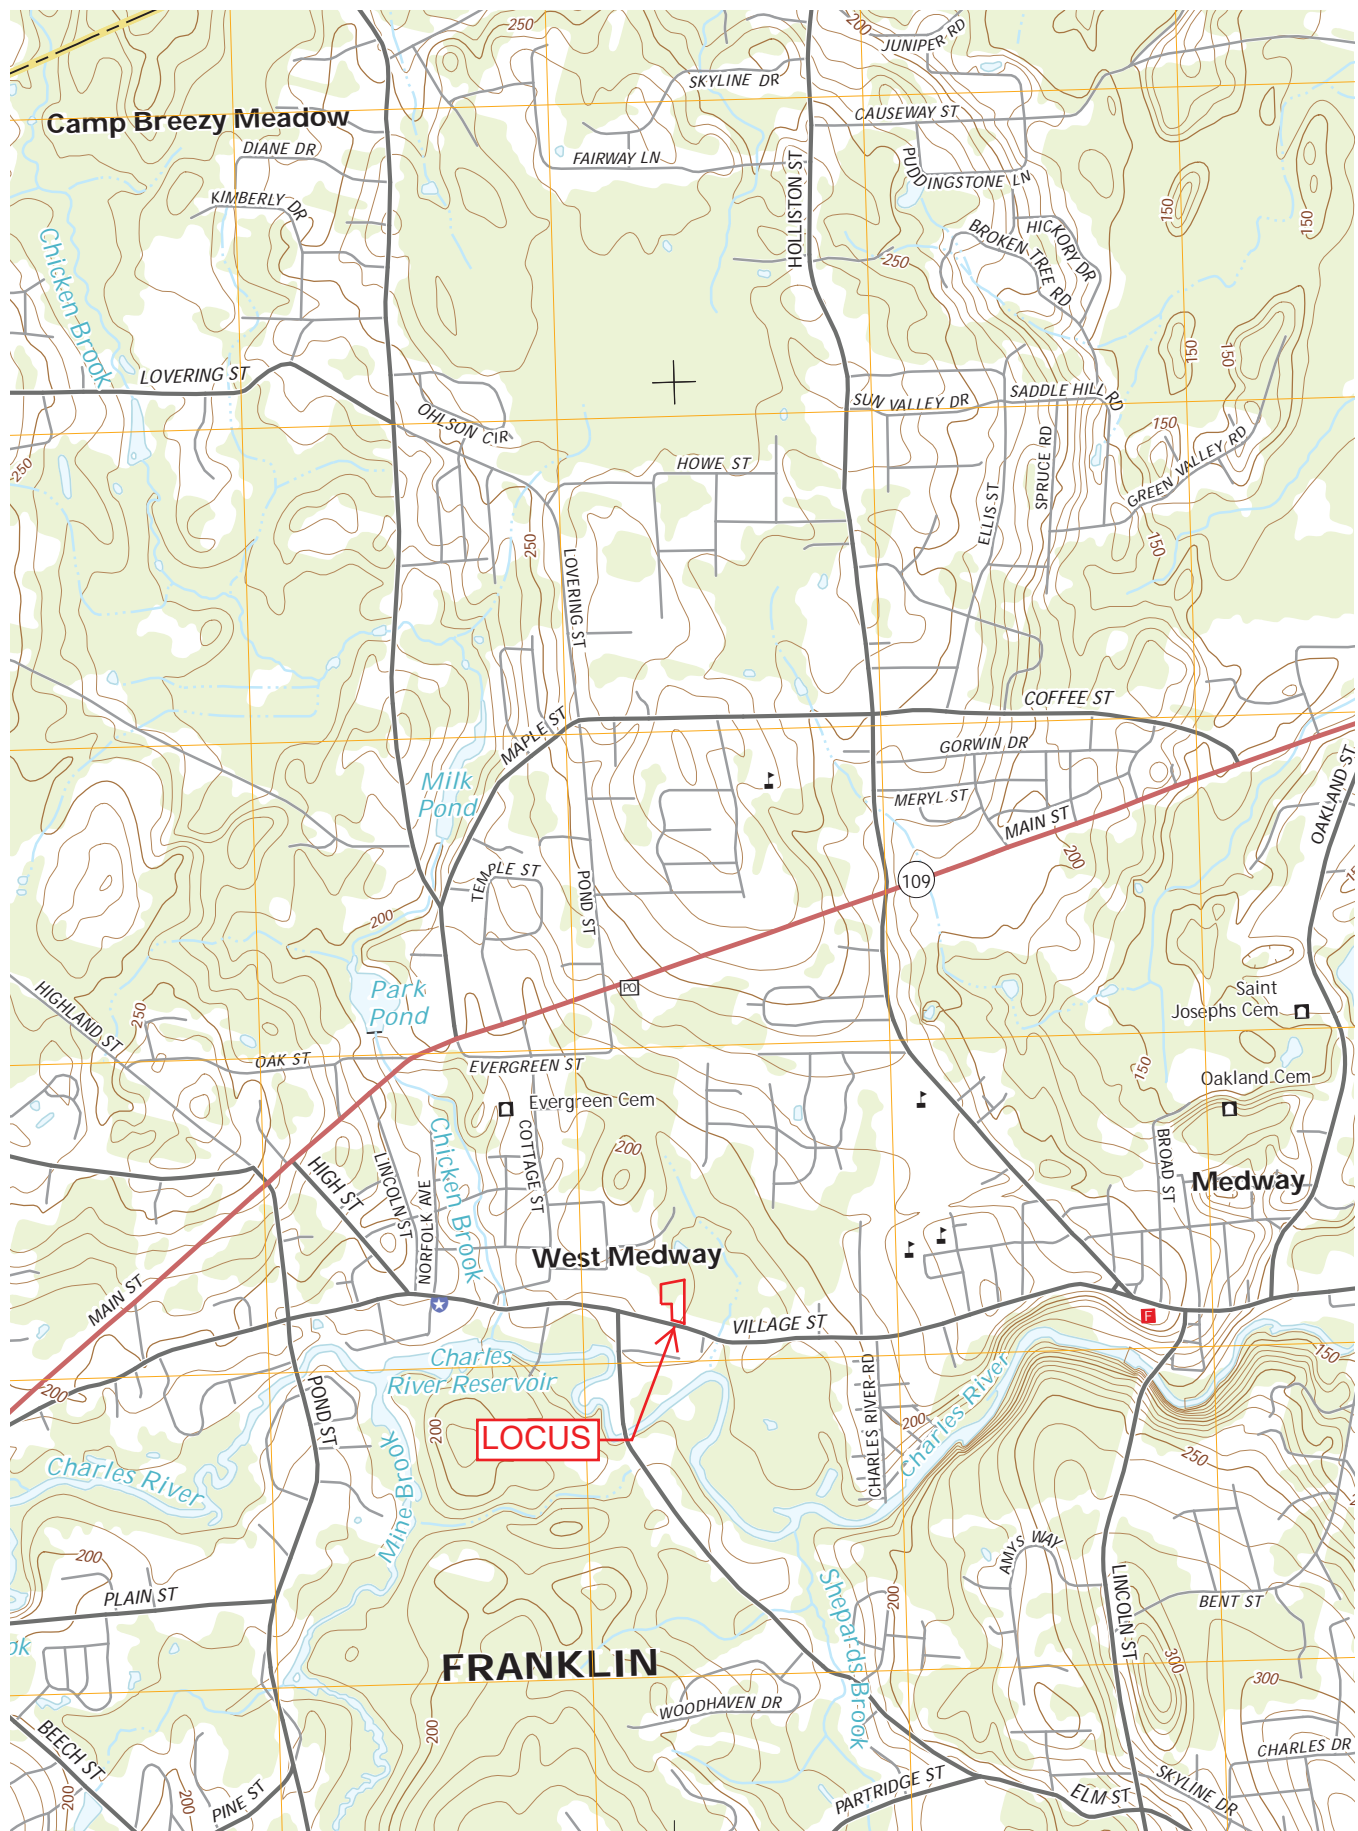 250
200
JUNIPER RD
SKYLINE DR
CAUSEWAY ST
Camp Breezy Meadow
DIANE DR
FAIRWAY LN
HOLLISTON ST
PUDDINGSTONE LN
KIMBERLY DR
150
150
HICKORY DR
BROKEN TREE RD
250
Chicken Brook
150
150
LOVERING ST
OHLSON CIR
SUN VALLEY DR
SADDLE HILL RD
150
250
HOWE ST
SPRUCE RD
GREEN VALLEY RD
ELLIS ST
250
150
LOVERING ST
COFFEE ST
MAPLE ST
GORWIN DR
OAKLAND ST
Milk
Pond
MERYL ST
MAIN ST
200
TEMPLE ST
POND ST
109
200
HIGHLAND ST
250
Park
Pond
PO
Saint
Josephs Cem
OAK ST
EVERGREEN ST
150
Oakland Cem
Evergreen Cem
Chicken Brook
COTTAGE ST
200
BROAD ST
HIGH ST
LINCOLN ST
NORFOLK AVE
Medway
West Medway
MAIN ST
VILLAGE ST
F
Charles
River Reservoir
150
200
POND ST
CHARLES RIVER RD
Charles River
200
200
LOCUS
Charles River
Mine Brook
250
200
AMYS WAY
PLAIN ST
Shepards Brook
200
LINCOLN ST
BENT ST
ok
FRANKLIN
300
300
WOODHAVEN DR
200
BEECH ST
CHARLES DR
200
200
PINE ST
PARTRIDGE ST
ELM ST
SKYLINE DR